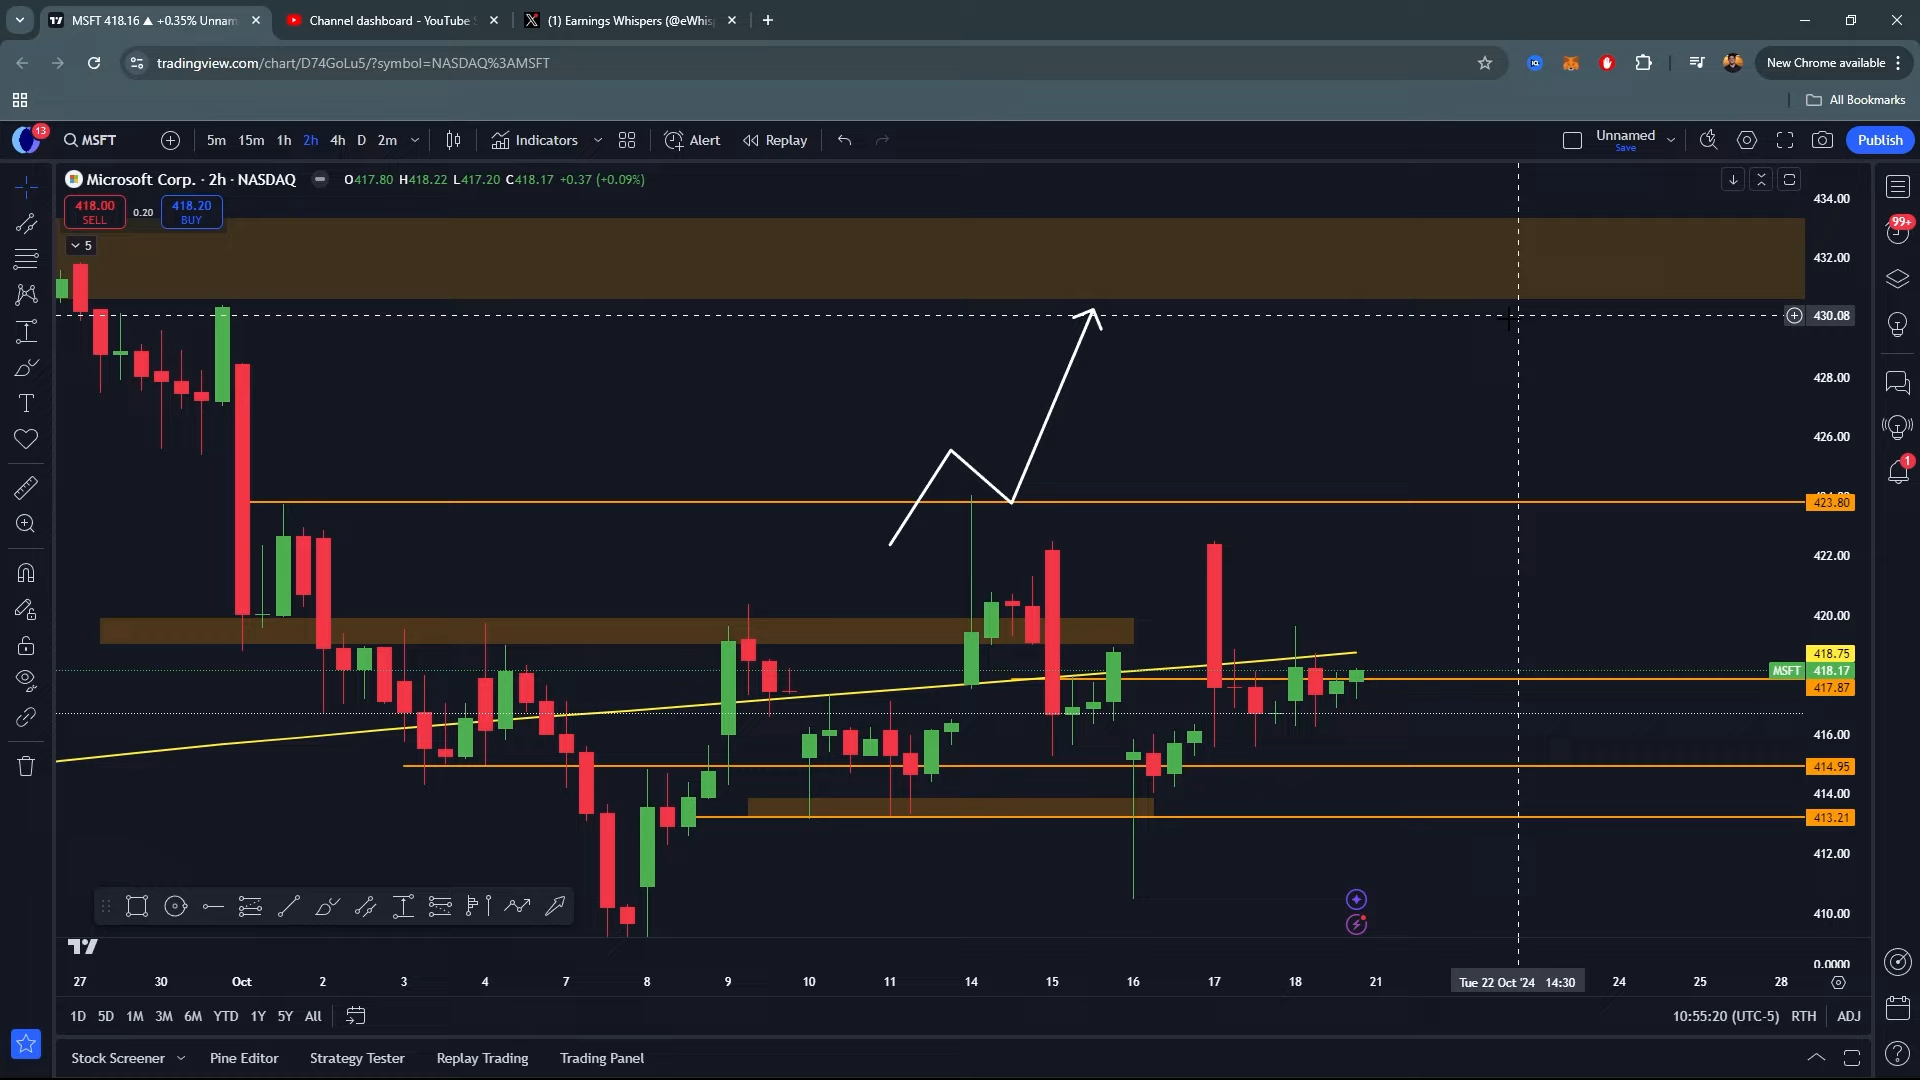 MSFT 418.16 ▲ +0.35% Unnam
Channel dashboard - YouTube S
(1) Earnings Whispers (@eWhis
tradingview.com/chart/D74GoLu5/?symbol=NASDAQ%3AMSFT
New Chrome available
All Bookmarks
13
MSFT
5m 15m 1h 2h 4h D 2m
Indicators
Alert
Replay
Unnamed
Save
Publish
Microsoft Corp. · 2h · NASDAQ
O417.80 H418.22 L417.20 C418.17 +0.37 (+0.09%)
418.00
SELL
0.20
418.20
BUY
5
99+
1
434.00
432.00
430.08
428.00
426.00
423.80
422.00
420.00
418.75
MSFT 418.17
417.87
416.00
414.95
414.00
413.21
412.00
410.00
0.0000
27 30 Oct 2 3 4 7 8 9 10 11 14 15 16 17 18 21 Tue 22 Oct '24 14:30 24 25 28
1D 5D 1M 3M 6M YTD 1Y 5Y All
10:55:20 (UTC-5) RTH ADJ
Stock Screener Pine Editor Strategy Tester Replay Trading Trading Panel